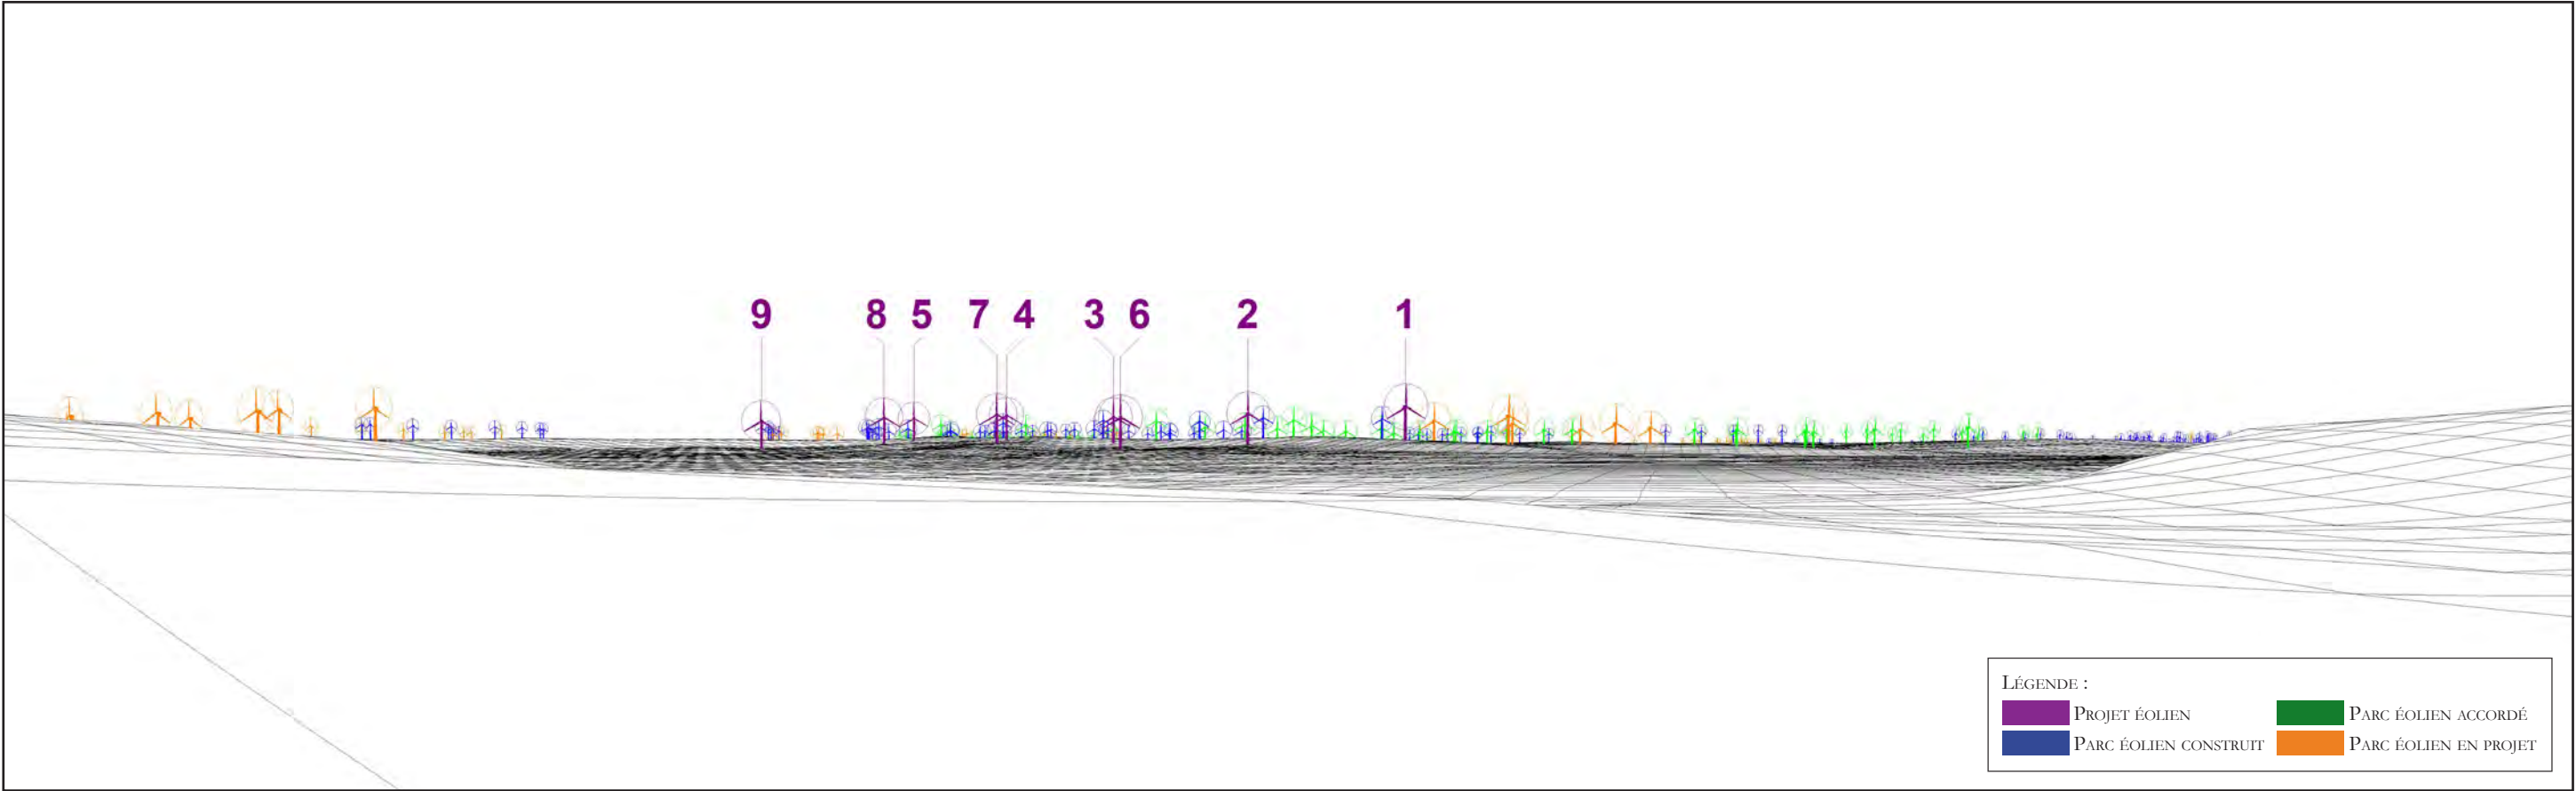 9 8 5 7 4 3 6 2 1
LÉGENDE :
PROJET ÉOLIEN PARC ÉOLIEN ACCORDÉ
PARC ÉOLIEN CONSTRUIT PARC ÉOLIEN EN PROJET